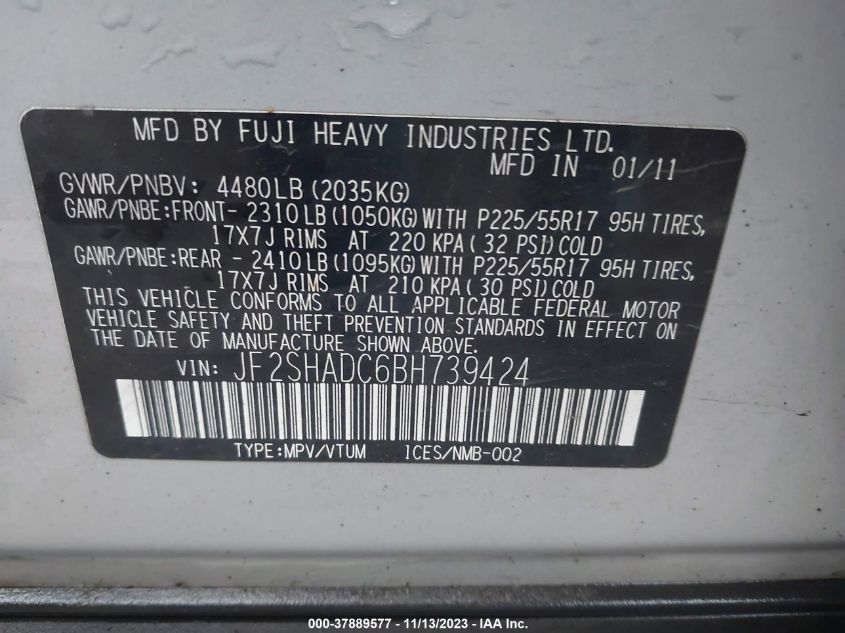 MFD BY FUJI HEAVY INDUSTRIES LTD.
MFD IN 01/11
GVWR/PNBV: 4480LB (2035KG)
GAWR/PNBE:FRONT- 2310LB (1050KG) WITH P225/55R17 95H TIRES,
17X7J RIMS AT 220 KPA ( 32 PSI) COLD
GAWR/PNBE:REAR - 2410LB (1095KG) WITH P225/55R17 95H TIRES,
17X7J RIMS AT 210 KPA ( 30 PSI) COLD
THIS VEHICLE CONFORMS TO ALL APPLICABLE FEDERAL MOTOR
VEHICLE SAFETY AND THEFT PREVENTION STANDARDS IN EFFECT ON
THE DATE OF MANUFACTURE SHOWN ABOVE.
VIN: JF2SHADC6BH739424
TYPE:MPV/VTUM ICES/NMB-002
000-37889577 - 11/13/2023 - IAA Inc.